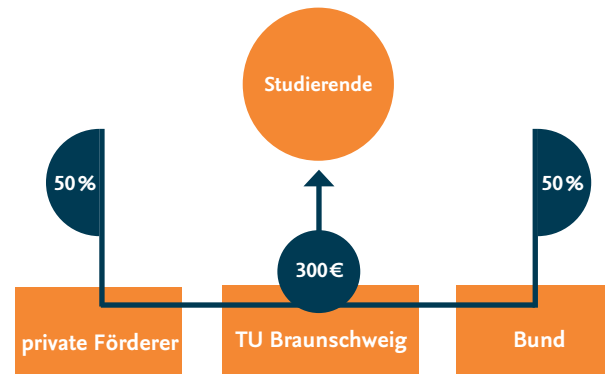 Studierende
50 %
50 %
300 €
private Förderer
TU Braunschweig
Bund